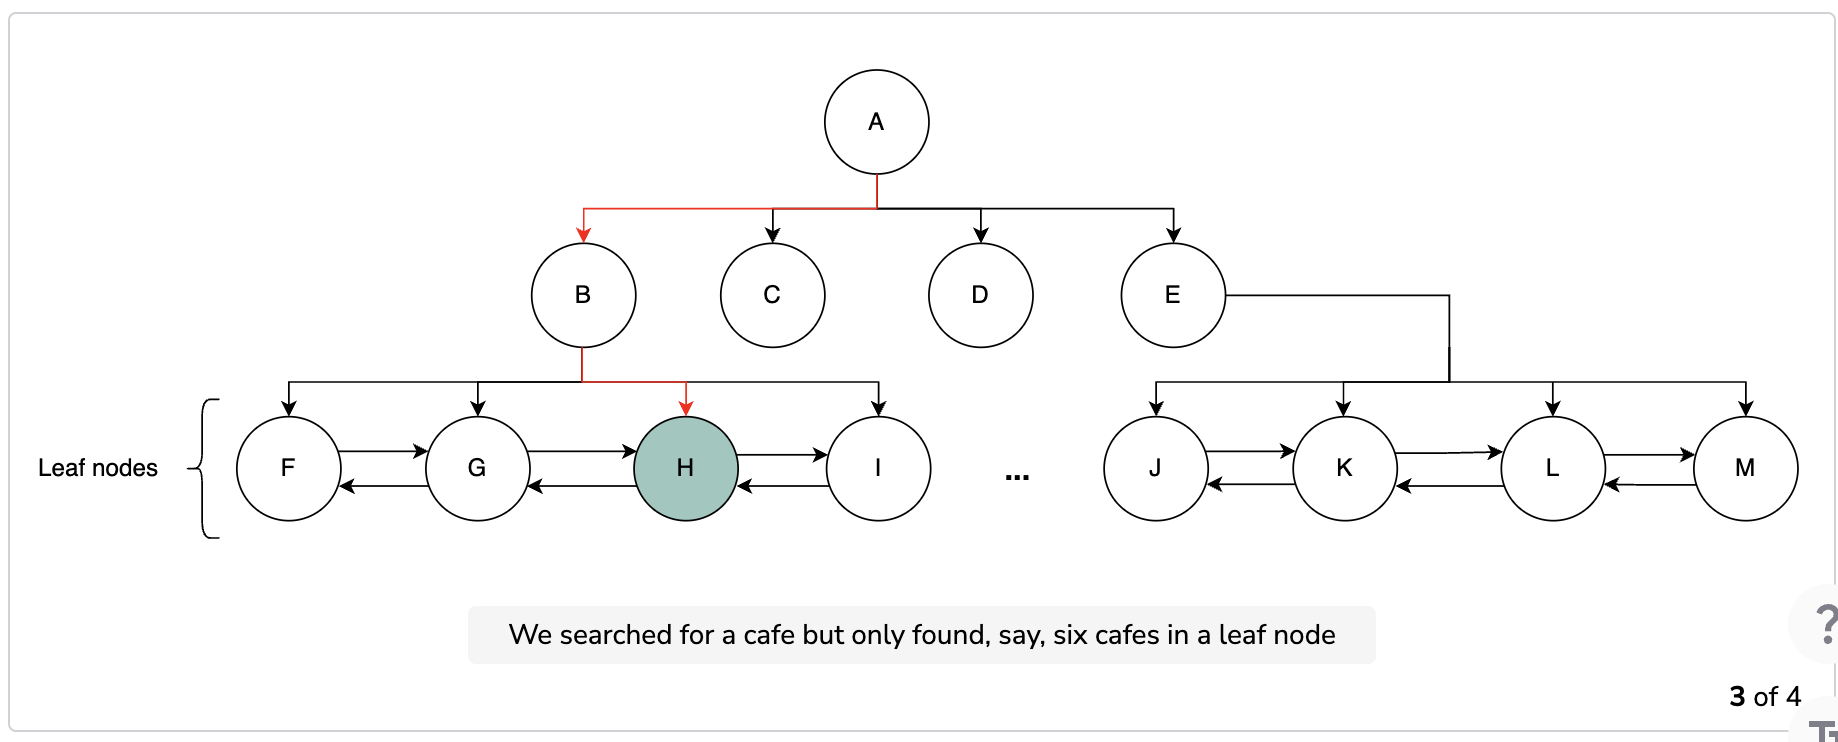 A
B
C
D
E
Leaf nodes
F
G
H
I
...
J
K
L
M
We searched for a cafe but only found, say, six cafes in a leaf node
?
3 of 4